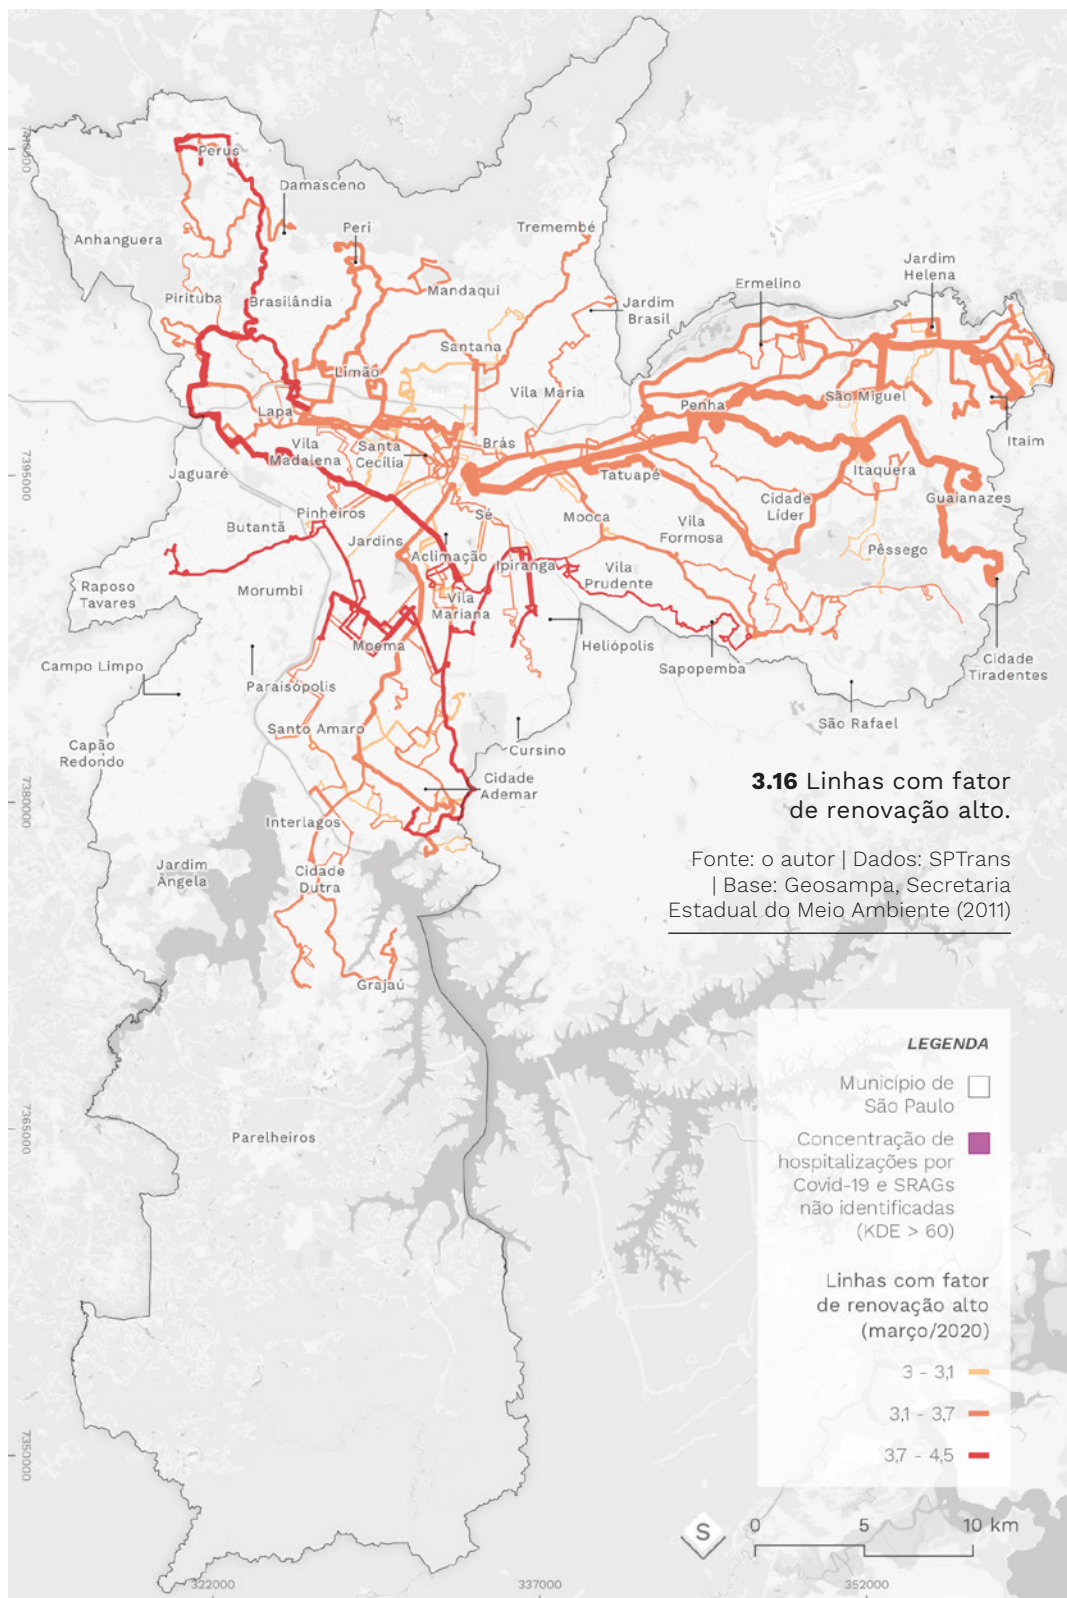 7410000
Perus
Damasceno
Peri
Tremembé
Anhanguera
Jardim
Helena
Ermelino
Mandaqui
Pirituba
Brasilândia
Jardim
Brasil
Santana
Limão
Vila Maria
São Miguel
Penha
Lapa
Itaim
Vila
Madalena
Santa
Cecília
Brás
7395000
Jaguaré
Tatuapé
Itaquera
Guaianazes
Cidade
Líder
Pinheiros
Sé
Mooca
Butantã
Vila
Formosa
Jardins
Aclimação
Pêssego
Ipiranga
Vila
Prudente
Raposo
Tavares
Morumbi
Vila
Mariana
Moema
Heliópolis
Campo Limpo
Sapopemba
Cidade
Tiradentes
Paraisópolis
São Rafael
Santo Amaro
Capão
Redondo
Cursino
Cidade
Ademar
7380000
Interlagos
Jardim
Ângela
Cidade
Dutra
Grajaú
7365000
Parelheiros
7350000
3.16 Linhas com fator
de renovação alto.
Fonte: o autor | Dados: SPTrans
| Base: Geosampa, Secretaria
Estadual do Meio Ambiente (2011)
LEGENDA
Município de
São Paulo
Concentração de
hospitalizações por
Covid-19 e SRAGs
não identificadas
(KDE > 60)
Linhas com fator
de renovação alto
(março/2020)
3 - 3,1
3,1 - 3,7
3,7 - 4,5
S
0 5 10 km
322000 337000 352000